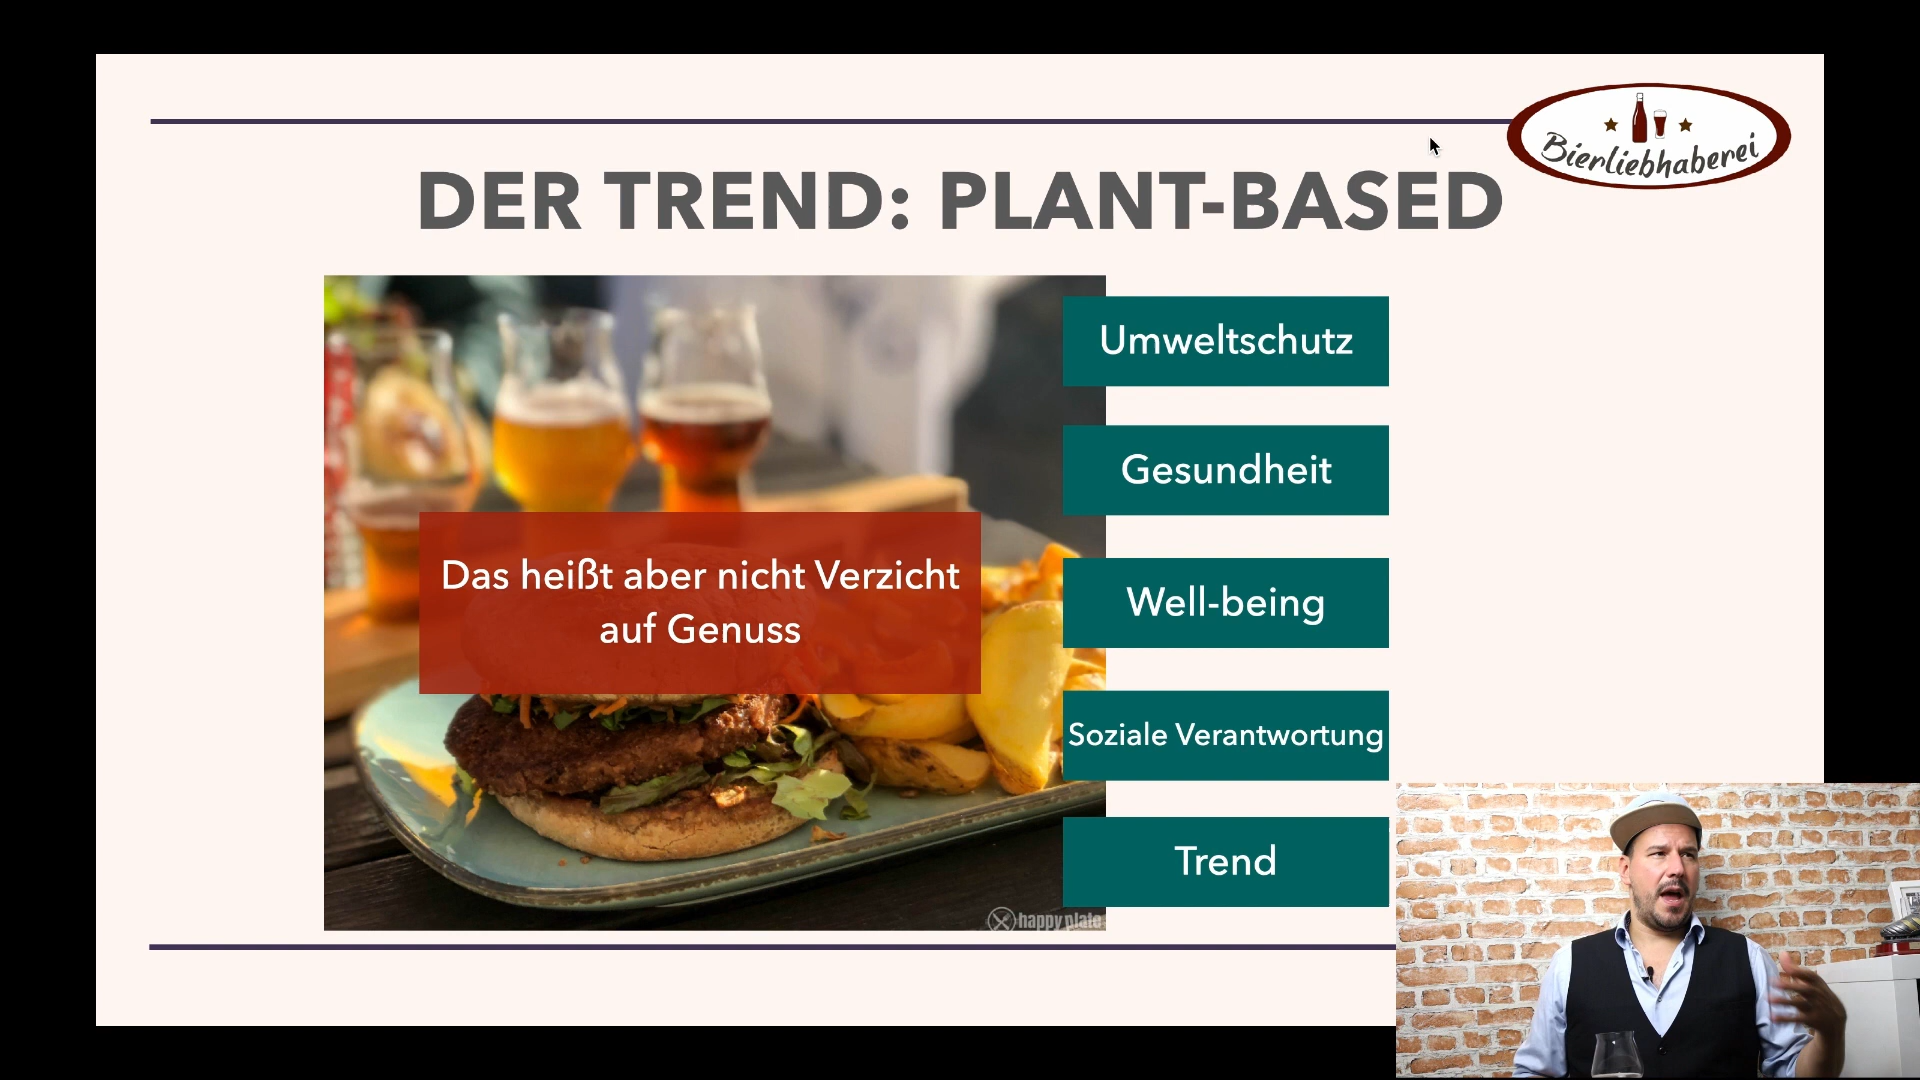 Bierliebhaberei
DER TREND: PLANT-BASED
Umweltschutz
Gesundheit
Das heißt aber nicht Verzicht
auf Genuss
Well-being
Soziale Verantwortung
Trend
happy plate